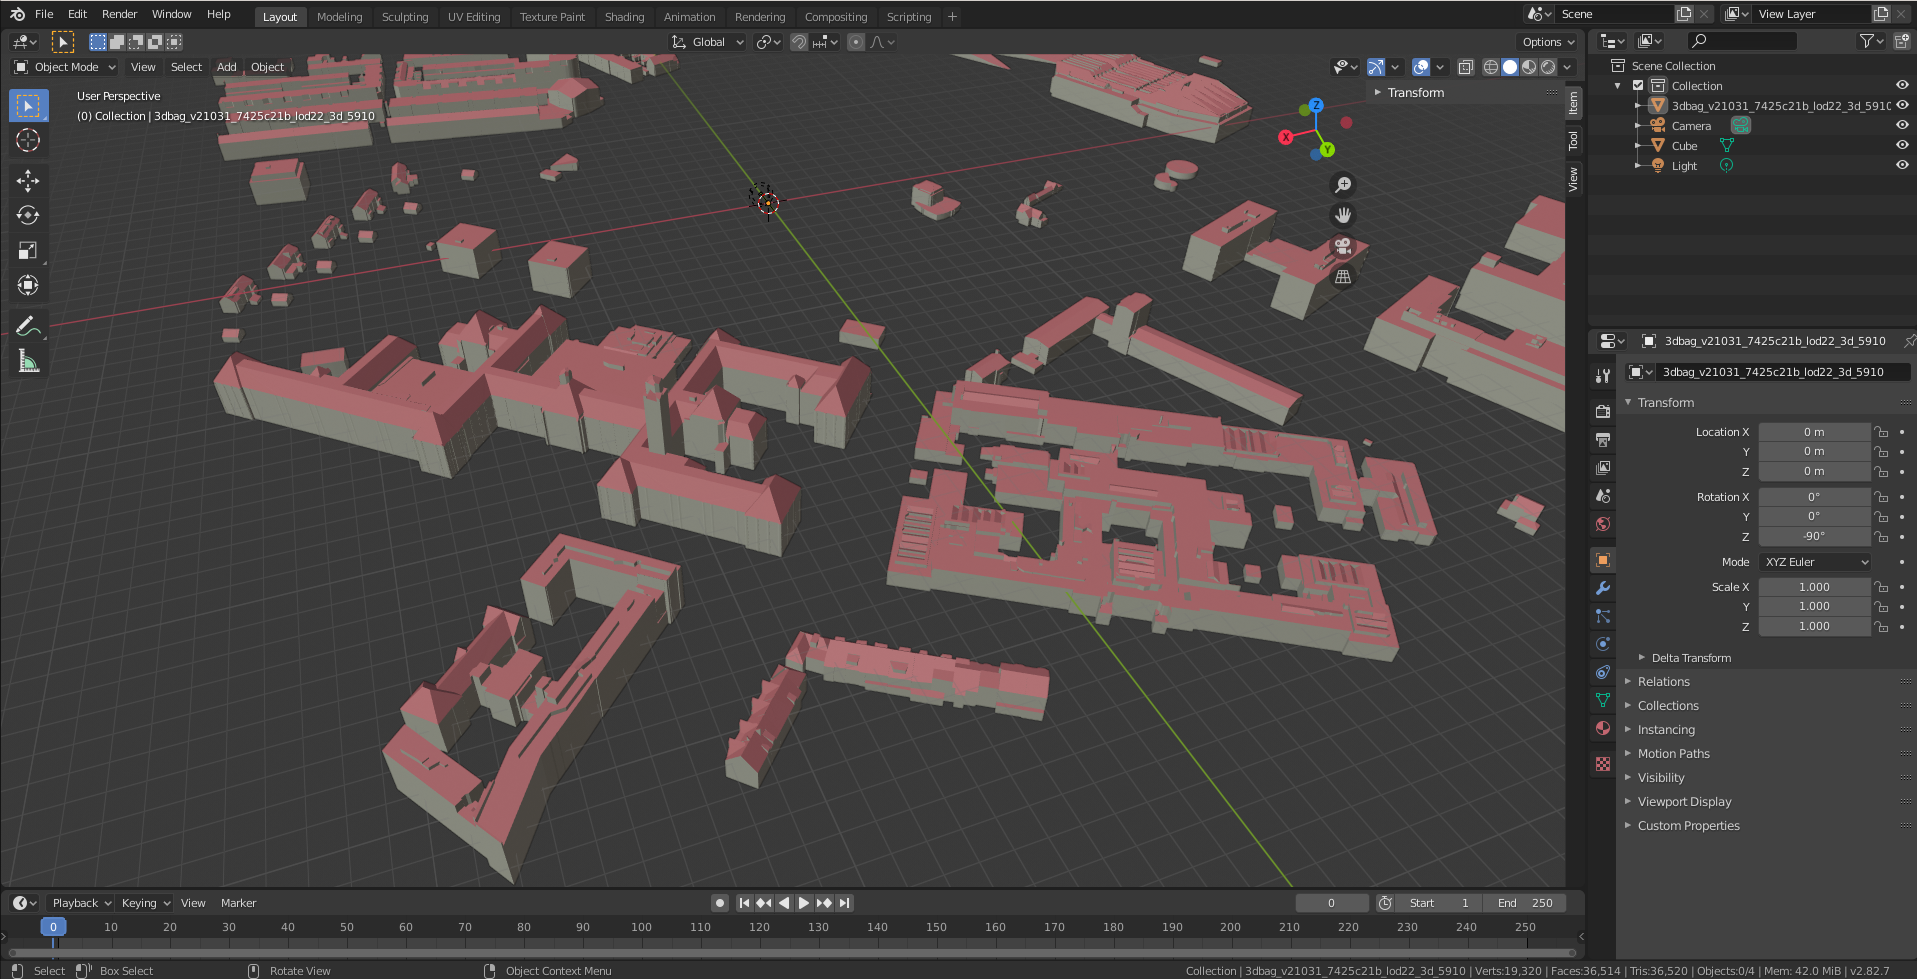 File Edit Render Window Help Layout Modeling Sculpting UV Editing Texture Paint Shading Animation Rendering Compositing Scripting + Scene View Layer
Global Options
Object Mode View Select Add Object
User Perspective
(0) Collection | 3dbag_v21031_7425c21b_lod22_3d_5910
Transform
Item
Tool
View
Z
X
Y
Scene Collection
Collection
3dbag_v21031_7425c21b_lod22_3d_5910
Camera
Cube
Light
3dbag_v21031_7425c21b_lod22_3d_5910
3dbag_v21031_7425c21b_lod22_3d_5910
Transform
Location X 0 m
Y 0 m
Z 0 m
Rotation X 0°
Y 0°
Z -90°
Mode XYZ Euler
Scale X 1.000
Y 1.000
Z 1.000
Delta Transform
Relations
Collections
Instancing
Motion Paths
Visibility
Viewport Display
Custom Properties
Playback Keying View Marker 0 Start 1 End 250
0 10 20 30 40 50 60 70 80 90 100 110 120 130 140 150 160 170 180 190 200 210 220 230 240 250
Select Box Select Rotate View Object Context Menu Collection | 3dbag_v21031_7425c21b_lod22_3d_5910 | Verts:19,320 | Faces:36,514 | Tris:36,520 | Objects:0/4 | Mem: 42.0 MiB | v2.82.7